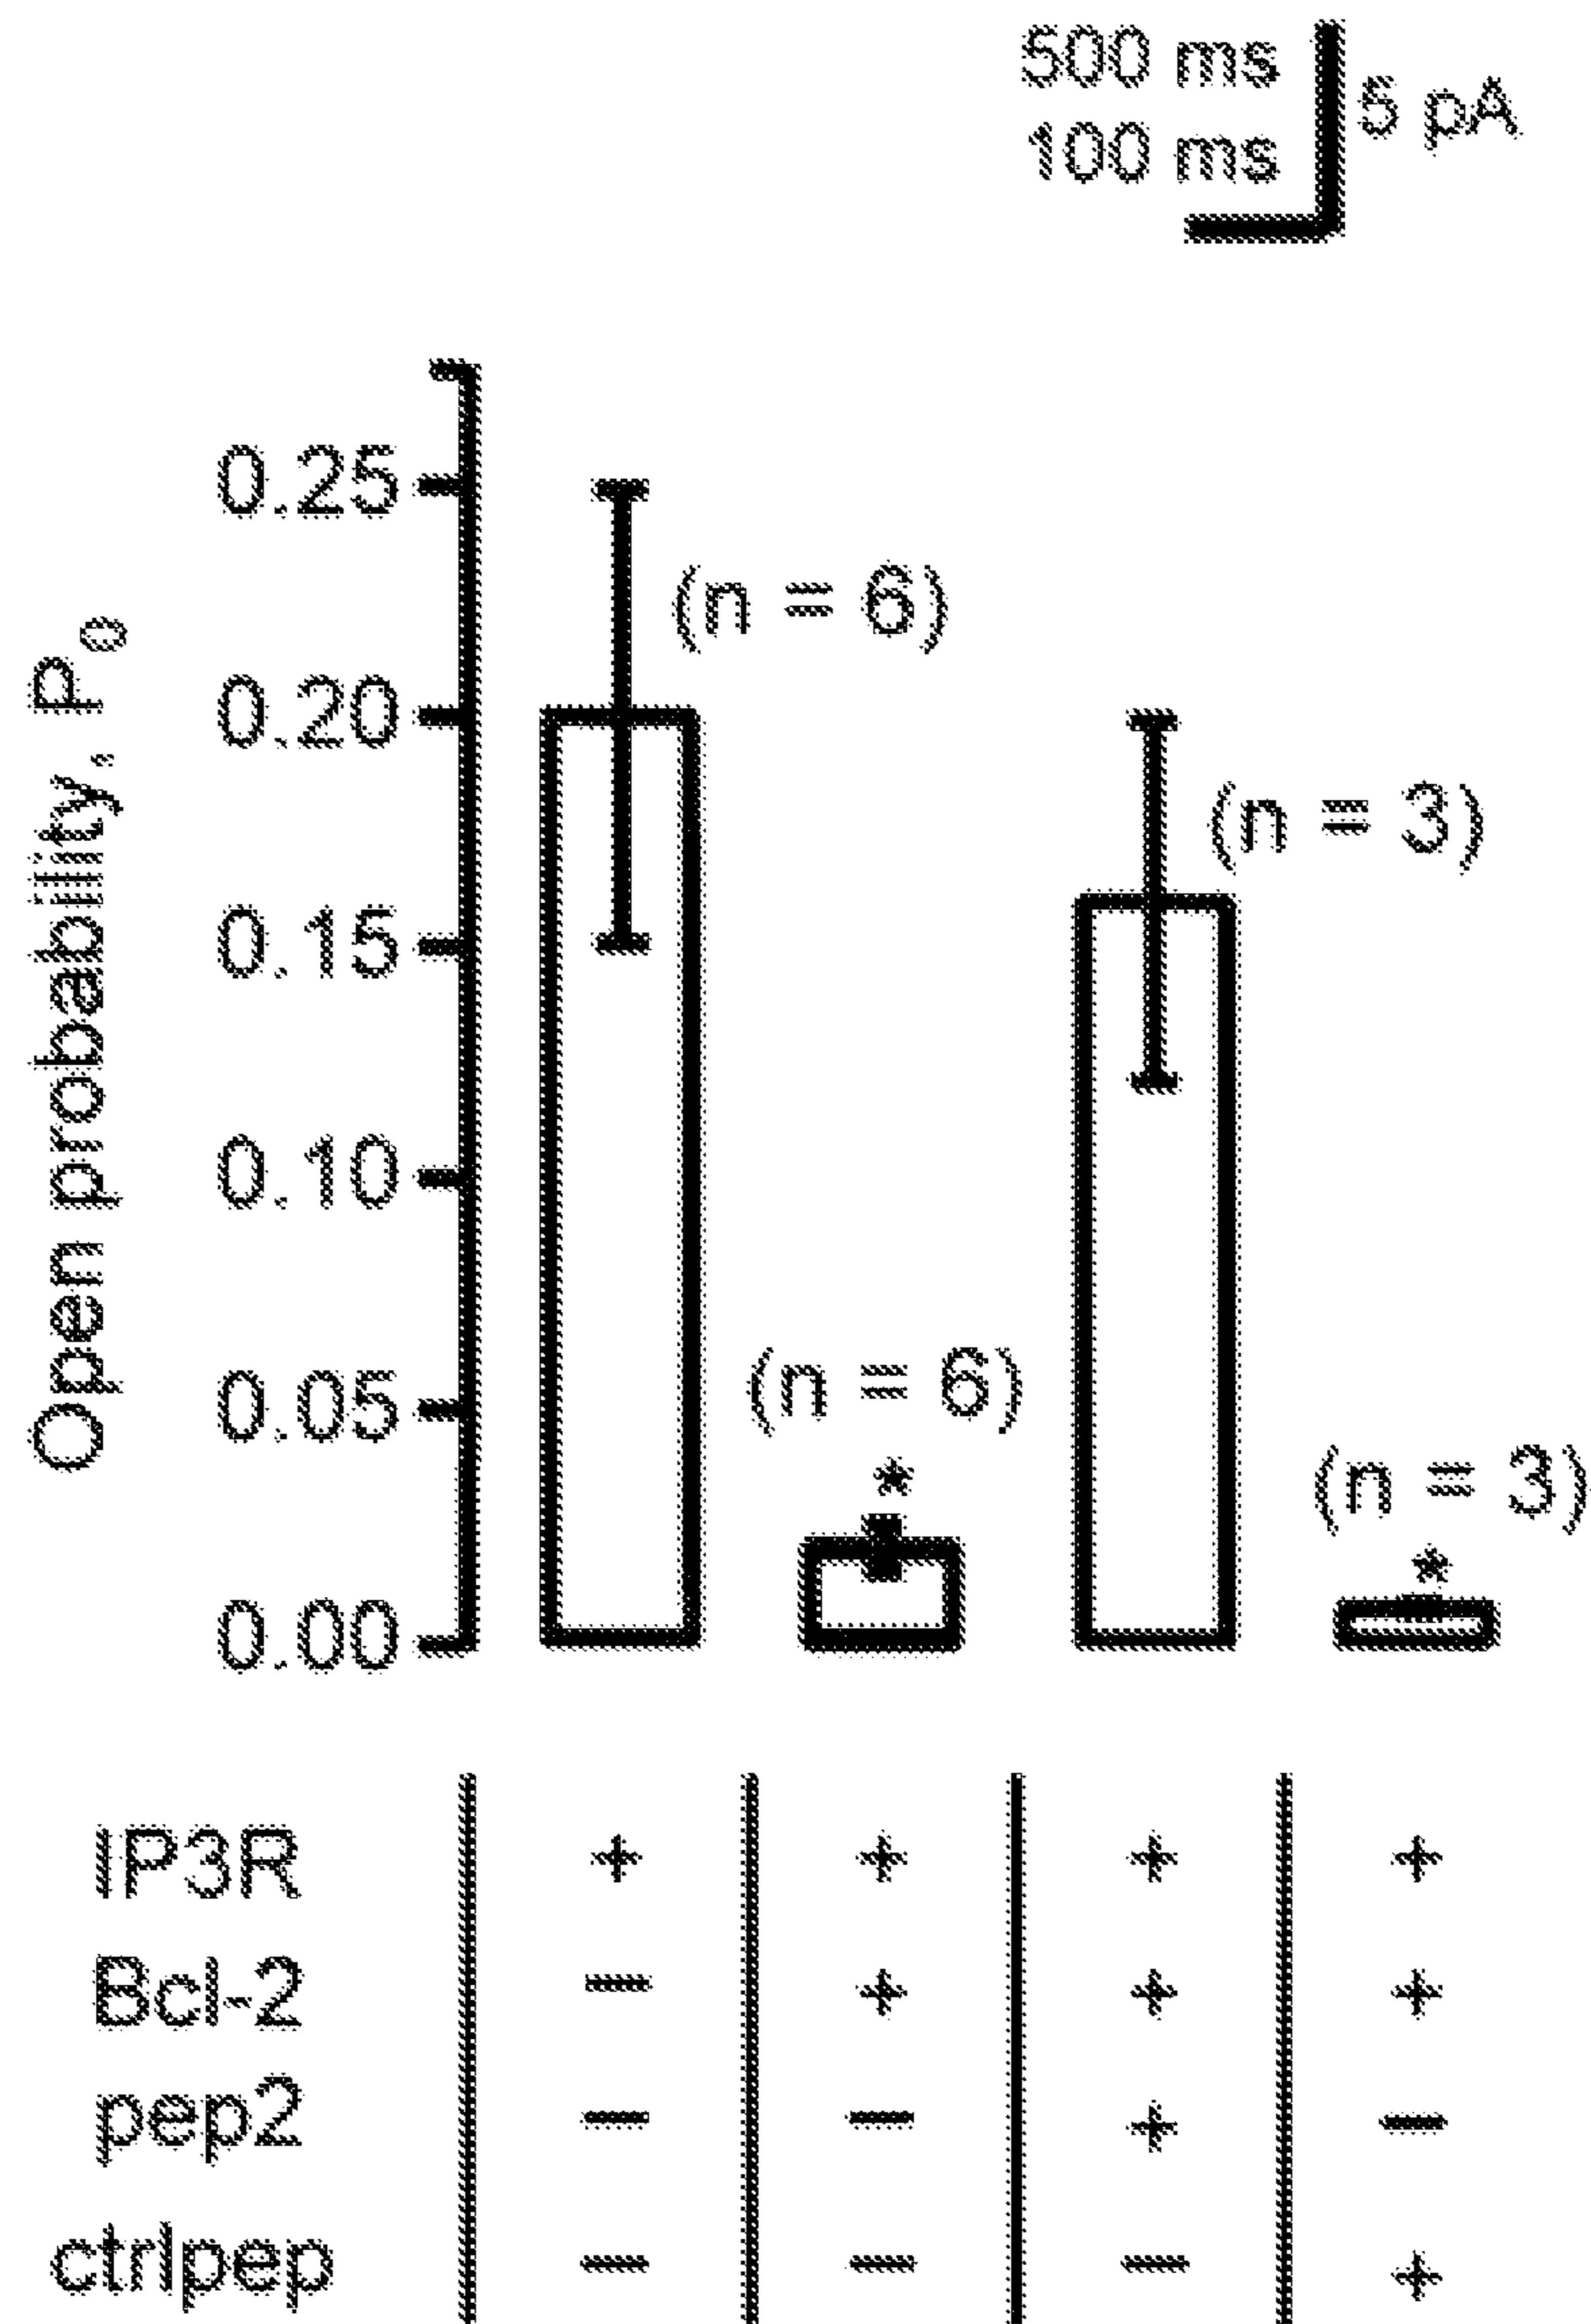 500 ms
100 ms
5 pA
Open probability, Po
0.25
0.20
0.15
0.10
0.05
0.00
(n = 6)
(n = 6)
*
(n = 3)
(n = 3)
*
IP3R + + + +
Bcl-2 − + + +
pep2 − − + −
ctrlpep − − − +